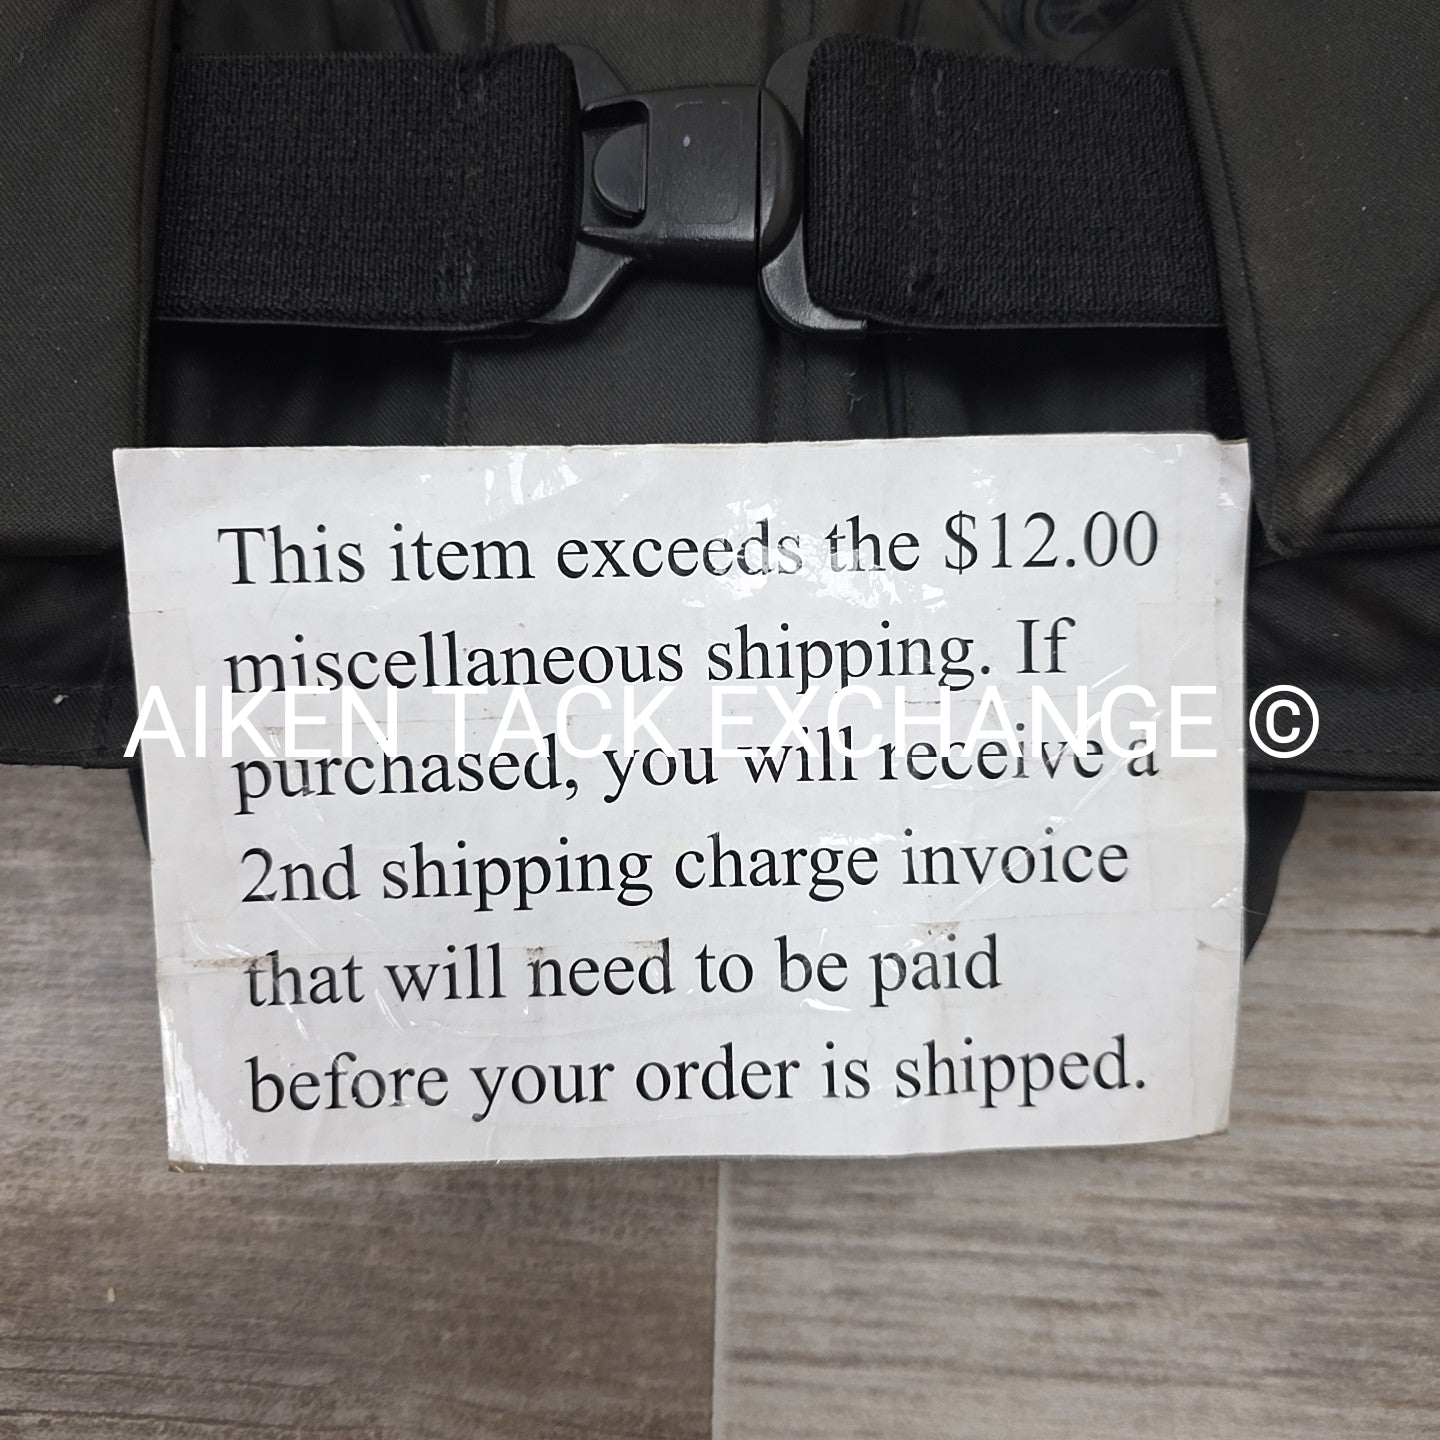 This item exceeds the $12.00
miscellaneous shipping. If
AIKEN TACK EXCHANGE ©
purchased, you will receive a
2nd shipping charge invoice
that will need to be paid
before your order is shipped.